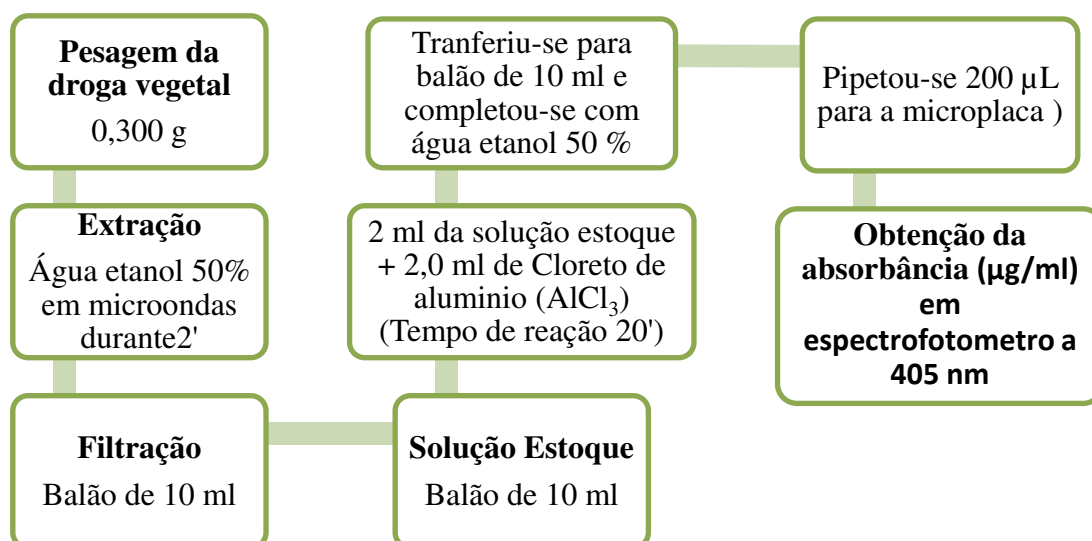 Pesagem da
droga vegetal
0,300 g
Extração
Água etanol 50%
em microondas
durante2'
Filtração
Balão de 10 ml
Solução Estoque
Balão de 10 ml
2 ml da solução estoque
+ 2,0 ml de Cloreto de
aluminio (AlCl₃)
(Tempo de reação 20')
Tranferiu-se para
balão de 10 ml e
completou-se com
água etanol 50 %
Pipetou-se 200 µL
para a microplaca )
Obtenção da
absorbância (µg/ml)
em
espectrofotometro a
405 nm